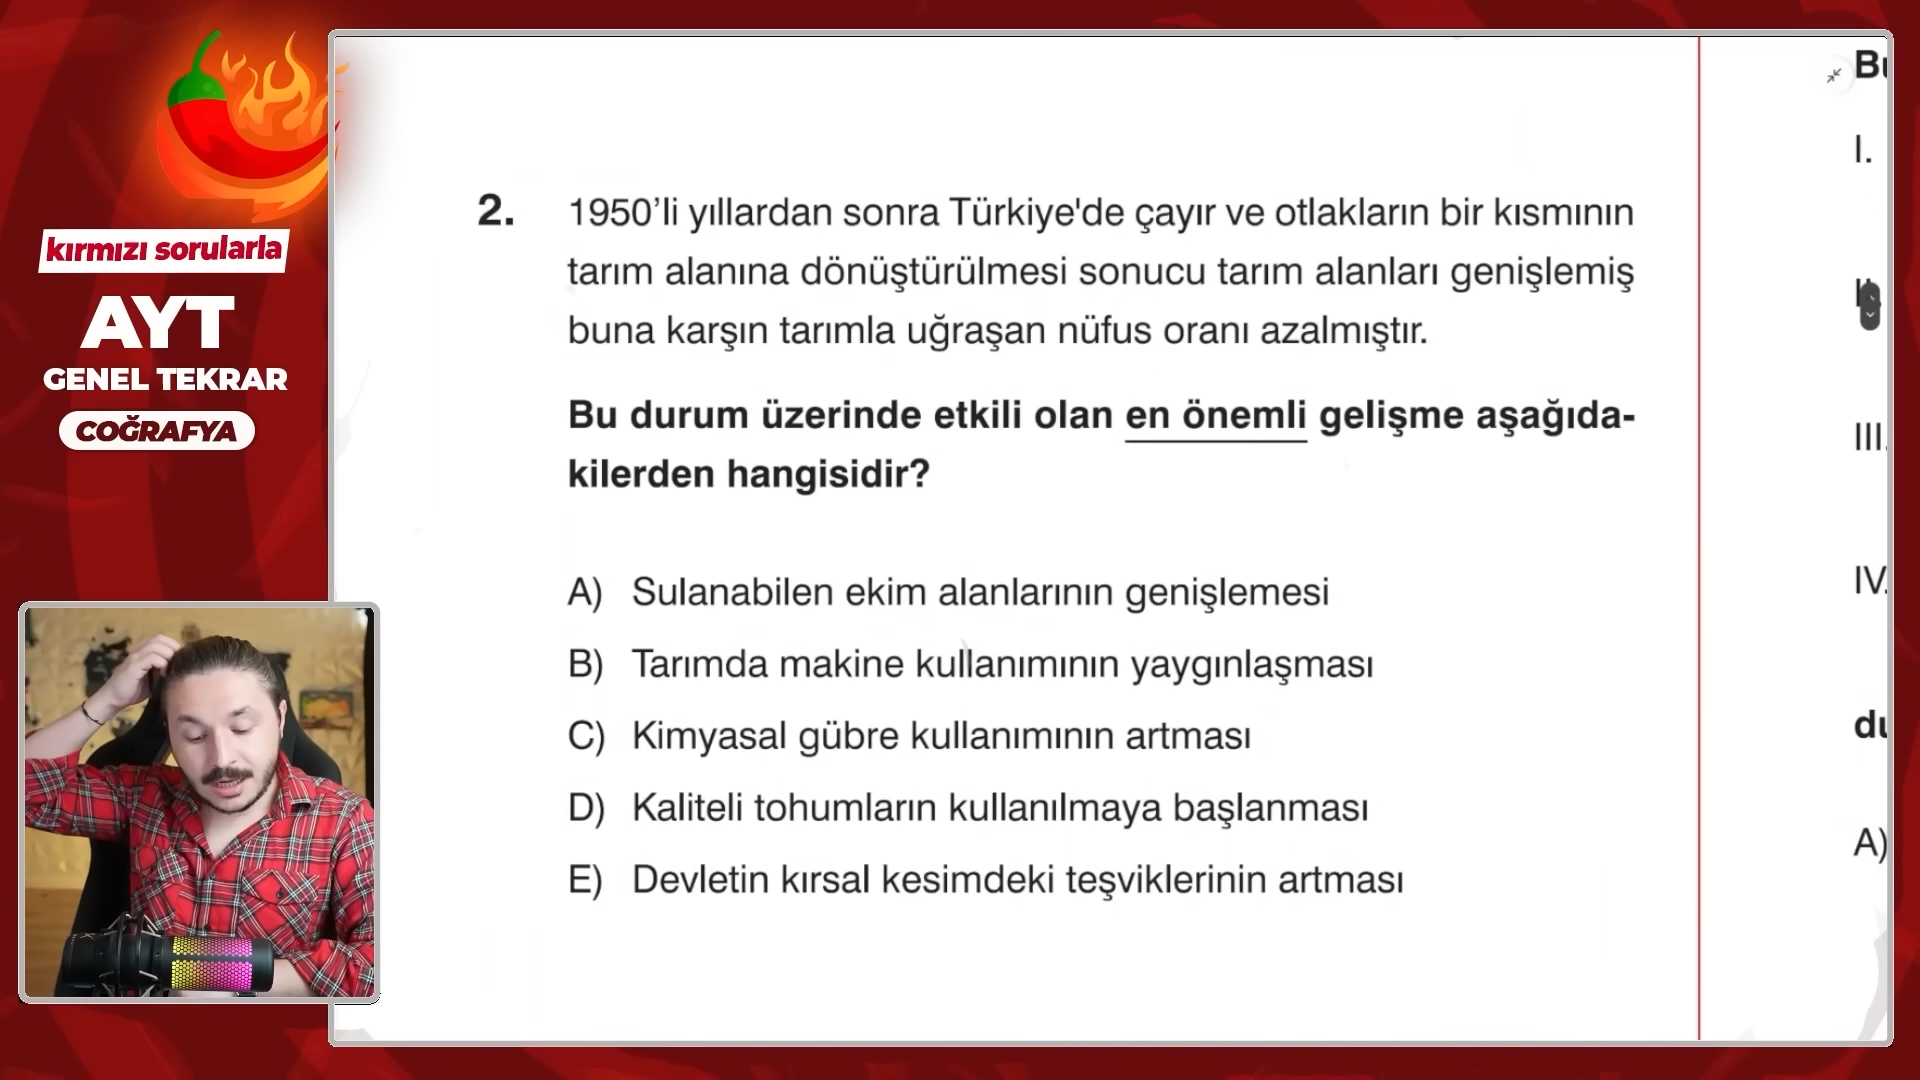 kırmızı sorularla
AYT
GENEL TEKRAR
COĞRAFYA
2. 1950’li yıllardan sonra Türkiye'de çayır ve otlakların bir kısmının
tarım alanına dönüştürülmesi sonucu tarım alanları genişlemiş
buna karşın tarımla uğraşan nüfus oranı azalmıştır.
Bu durum üzerinde etkili olan en önemli gelişme aşağıda-
kilerden hangisidir?
A) Sulanabilen ekim alanlarının genişlemesi
B) Tarımda makine kullanımının yaygınlaşması
C) Kimyasal gübre kullanımının artması
D) Kaliteli tohumların kullanılmaya başlanması
E) Devletin kırsal kesimdeki teşviklerinin artması
I.
III.
IV.
A)